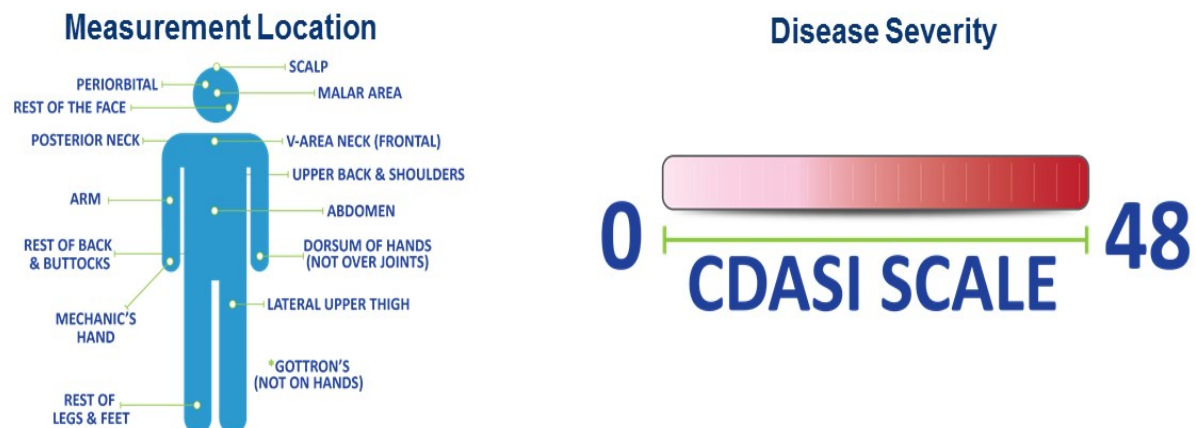 Measurement Location
Disease Severity
SCALP
PERIORBITAL
MALAR AREA
REST OF THE FACE
POSTERIOR NECK
V-AREA NECK (FRONTAL)
UPPER BACK & SHOULDERS
ARM
ABDOMEN
REST OF BACK
& BUTTOCKS
DORSUM OF HANDS
(NOT OVER JOINTS)
MECHANIC'S
HAND
LATERAL UPPER THIGH
*GOTTRON'S
(NOT ON HANDS)
REST OF
LEGS & FEET
0
48
CDASI SCALE